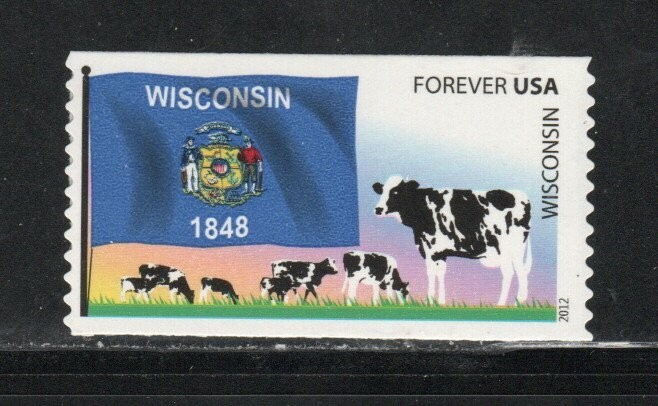 WISCONSIN
1848
FOREVER USA
WISCONSIN
2012